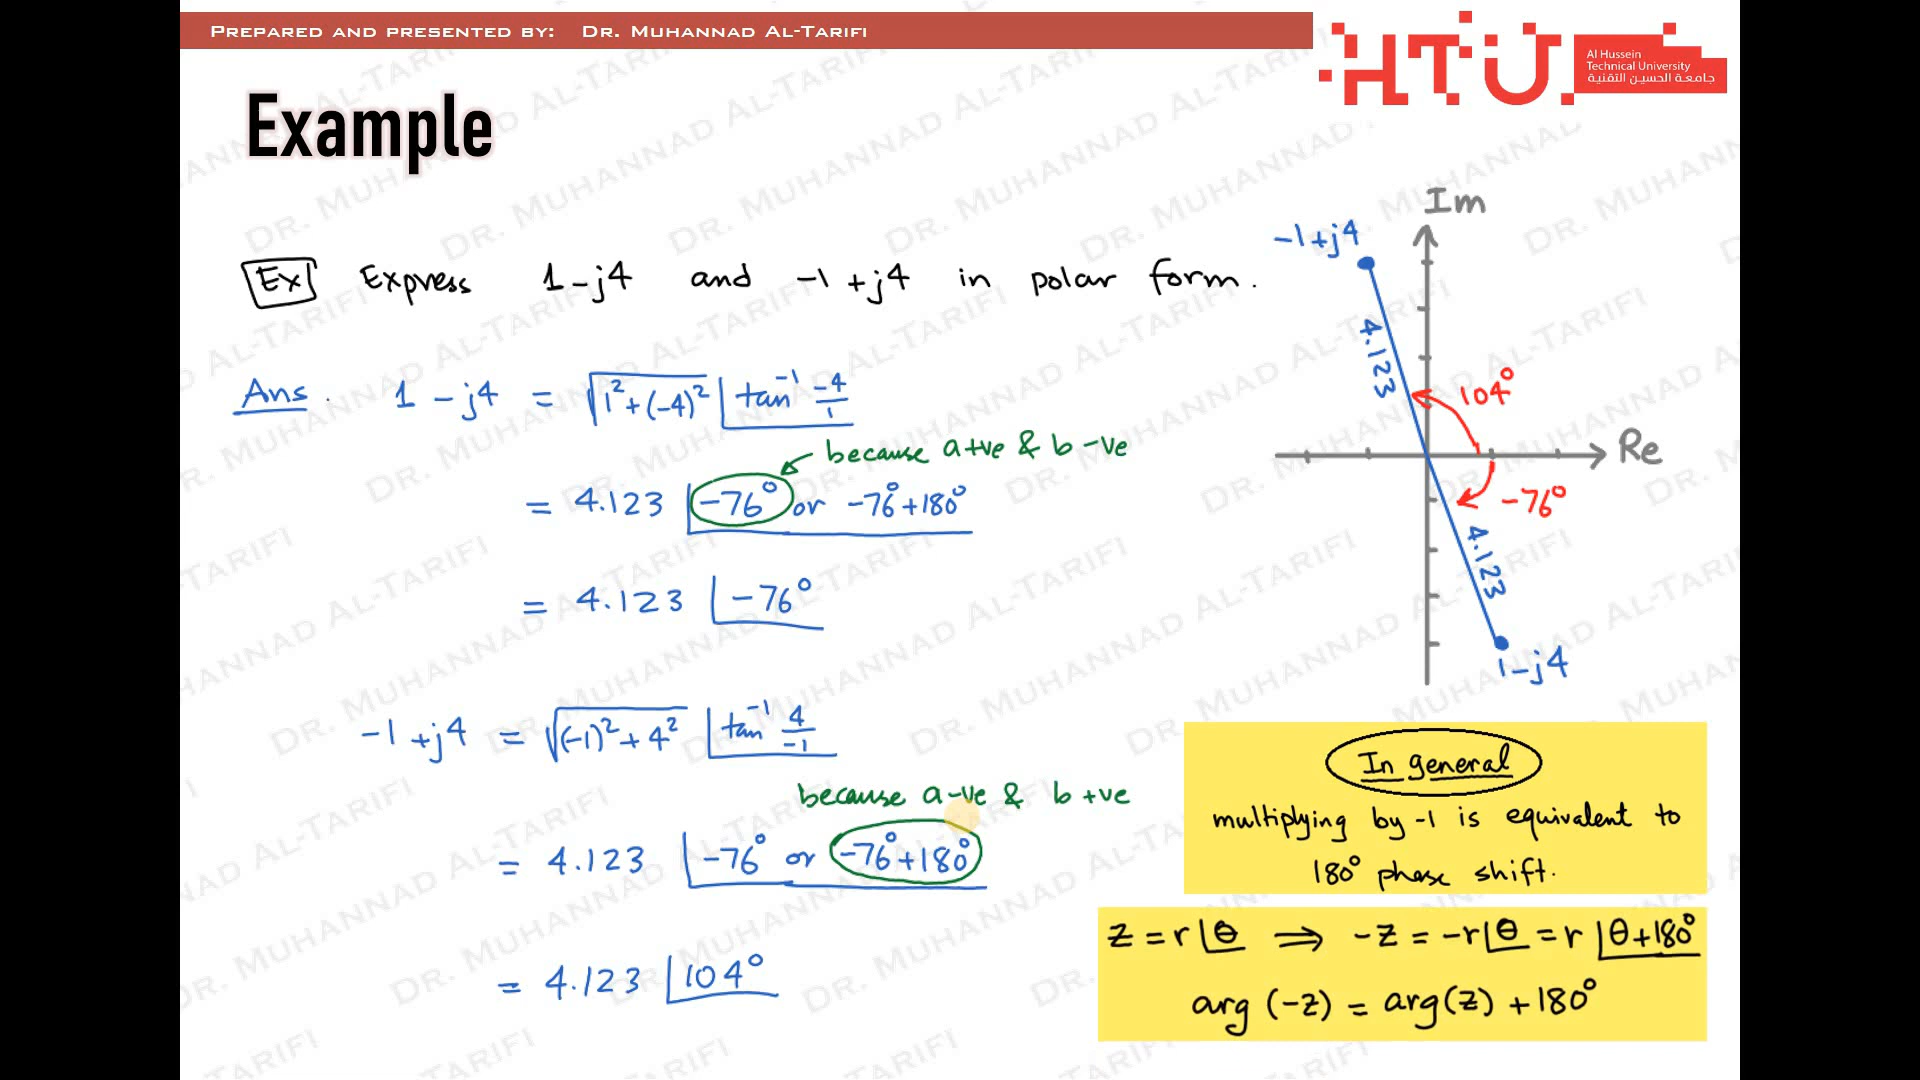 PREPARED AND PRESENTED BY: DR. MUHANNAD AL-TARIFI
HTU
Al Hussein
Technical University
جامعة الحسين التقنية
Example
Ex Express 1-j4 and -1+j4 in polar form.
Ans. 1-j4 = √(1²+(-4)²) ∠tan⁻¹ -4/1
because a+ve & b-ve
= 4.123 ∠-76° or -76°+180°
= 4.123 ∠-76°
-1+j4 = √((-1)²+4²) ∠tan⁻¹ 4/-1
because a-ve & b+ve
= 4.123 ∠-76° or -76°+180°
= 4.123 ∠104°
Im
-1+j4
4.123
104°
Re
-76°
4.123
1-j4
In general
multiplying by -1 is equivalent to
180° phase shift.
z = r∠θ ⟹ -z = -r∠θ = r∠θ+180°
arg(-z) = arg(z) + 180°
DR. MUHANNAD AL-TARIFI